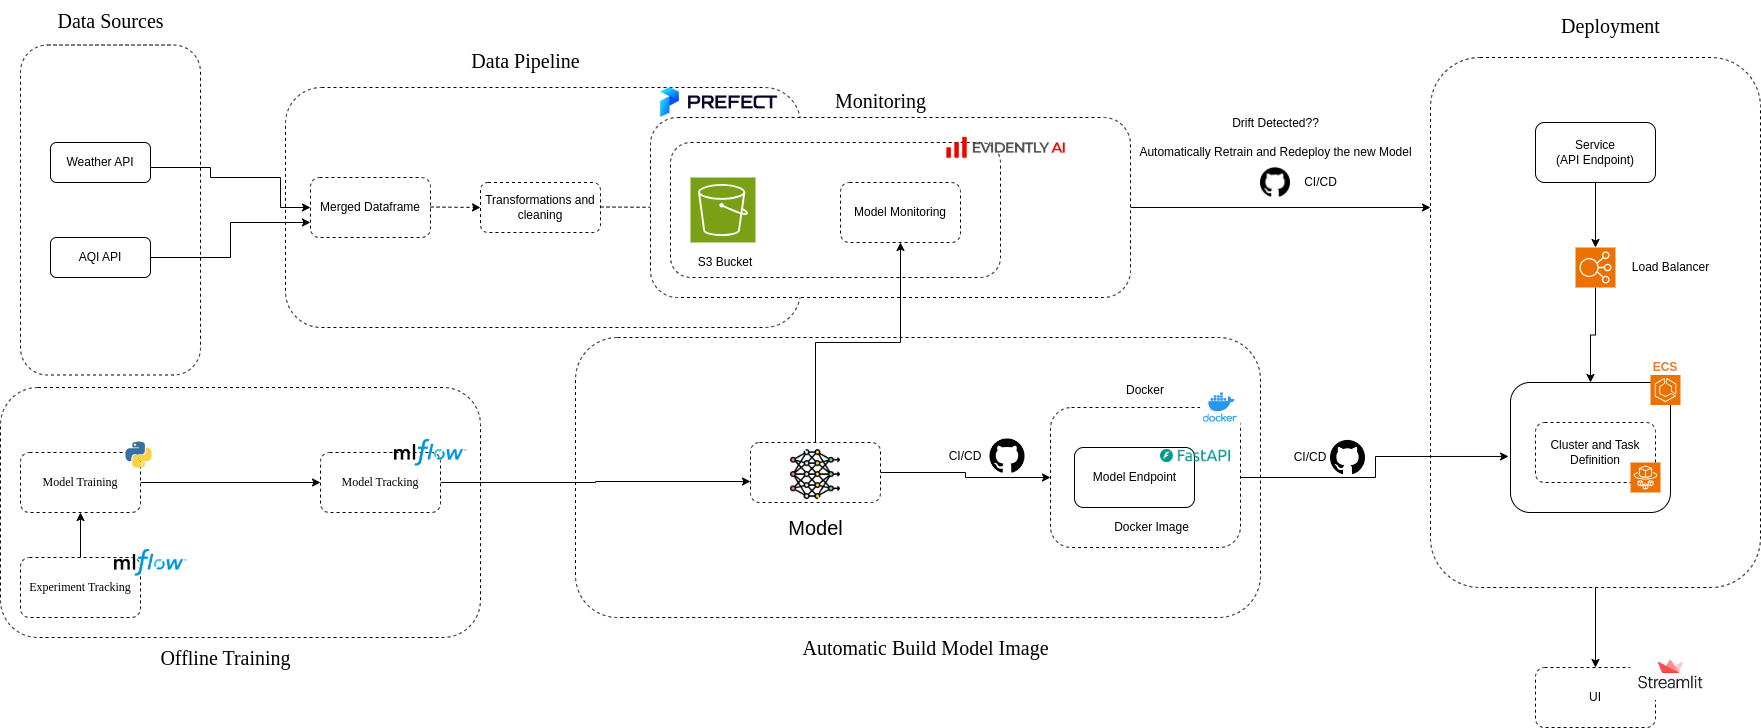 Data Sources
Weather API
AQI API
Data Pipeline
PREFECT
Merged Dataframe
Transformations and
cleaning
Monitoring
EVIDENTLY AI
S3 Bucket
Model Monitoring
Drift Detected??
Automatically Retrain and Redeploy the new Model
CI/CD
Deployment
Service
(API Endpoint)
Load Balancer
ECS
Cluster and Task
Definition
Model Training
mlflow
Model Tracking
mlflow
Experiment Tracking
Offline Training
Model
CI/CD
Docker
docker
FastAPI
Model Endpoint
Docker Image
CI/CD
Automatic Build Model Image
UI
Streamlit